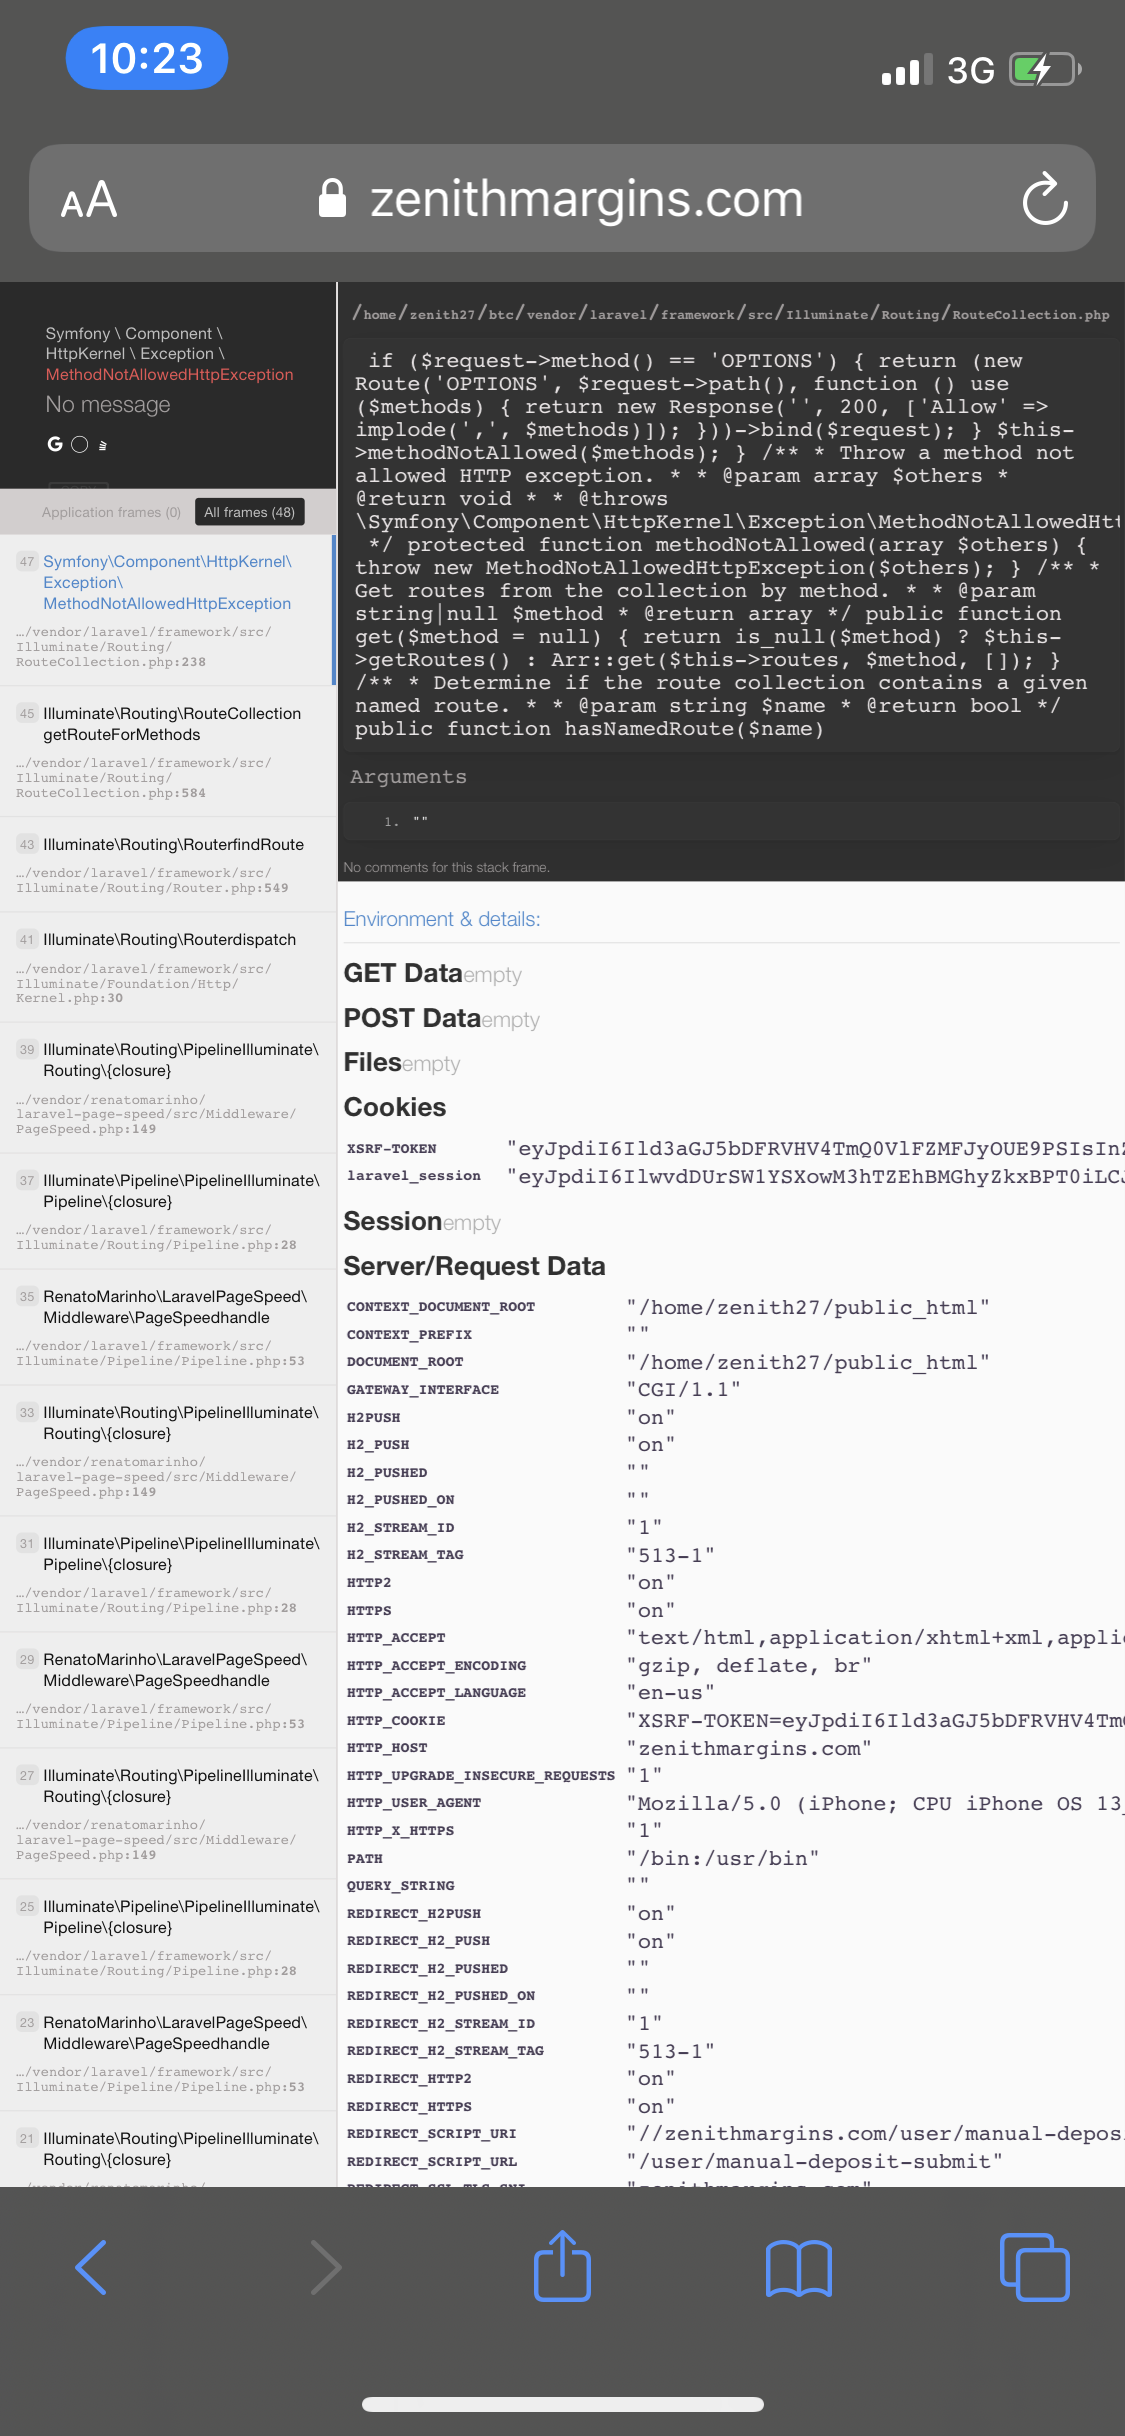 10:23
3G
AA
zenithmargins.com
Symfony \ Component \
HttpKernel \ Exception \
MethodNotAllowedHttpException
No message
Application frames (0)
All frames (48)
47 Symfony\Component\HttpKernel\
Exception\
MethodNotAllowedHttpException
…/vendor/laravel/framework/src/
Illuminate/Routing/
RouteCollection.php:238
45 Illuminate\Routing\RouteCollection
getRouteForMethods
…/vendor/laravel/framework/src/
Illuminate/Routing/
RouteCollection.php:584
43 Illuminate\Routing\RouterfindRoute
…/vendor/laravel/framework/src/
Illuminate/Routing/Router.php:549
41 Illuminate\Routing\Routerdispatch
…/vendor/laravel/framework/src/
Illuminate/Foundation/Http/
Kernel.php:30
39 Illuminate\Routing\PipelineIlluminate\
Routing\{closure}
…/vendor/renatomarinho/
laravel-page-speed/src/Middleware/
PageSpeed.php:149
37 Illuminate\Pipeline\PipelineIlluminate\
Pipeline\{closure}
…/vendor/laravel/framework/src/
Illuminate/Routing/Pipeline.php:28
35 RenatoMarinho\LaravelPageSpeed\
Middleware\PageSpeedhandle
…/vendor/laravel/framework/src/
Illuminate/Pipeline/Pipeline.php:53
33 Illuminate\Routing\PipelineIlluminate\
Routing\{closure}
…/vendor/renatomarinho/
laravel-page-speed/src/Middleware/
PageSpeed.php:149
31 Illuminate\Pipeline\PipelineIlluminate\
Pipeline\{closure}
…/vendor/laravel/framework/src/
Illuminate/Routing/Pipeline.php:28
29 RenatoMarinho\LaravelPageSpeed\
Middleware\PageSpeedhandle
…/vendor/laravel/framework/src/
Illuminate/Pipeline/Pipeline.php:53
27 Illuminate\Routing\PipelineIlluminate\
Routing\{closure}
…/vendor/renatomarinho/
laravel-page-speed/src/Middleware/
PageSpeed.php:149
25 Illuminate\Pipeline\PipelineIlluminate\
Pipeline\{closure}
…/vendor/laravel/framework/src/
Illuminate/Routing/Pipeline.php:28
23 RenatoMarinho\LaravelPageSpeed\
Middleware\PageSpeedhandle
…/vendor/laravel/framework/src/
Illuminate/Pipeline/Pipeline.php:53
21 Illuminate\Routing\PipelineIlluminate\
Routing\{closure}
/home/zenith27/btc/vendor/laravel/framework/src/Illuminate/Routing/RouteCollection.php
if ($request->method() == 'OPTIONS') { return (new
Route('OPTIONS', $request->path(), function () use
($methods) { return new Response('', 200, ['Allow' =>
implode(',', $methods)]); }))->bind($request); } $this-
>methodNotAllowed($methods); } /** * Throw a method not
allowed HTTP exception. * * @param array $others *
@return void * * @throws
\Symfony\Component\HttpKernel\Exception\MethodNotAllowedHtt
*/ protected function methodNotAllowed(array $others) {
throw new MethodNotAllowedHttpException($others); } /** *
Get routes from the collection by method. * * @param
string|null $method * @return array */ public function
get($method = null) { return is_null($method) ? $this-
>getRoutes() : Arr::get($this->routes, $method, []); }
/** * Determine if the route collection contains a given
named route. * * @param string $name * @return bool */
public function hasNamedRoute($name)
Arguments
1. ""
No comments for this stack frame.
Environment & details:
GET Dataempty
POST Dataempty
Filesempty
Cookies
XSRF-TOKEN "eyJpdiI6Ild3aGJ5bDFRVHV4TmQ0VlFZMFJyOUE9PSIsInZ
laravel_session "eyJpdiI6IlwvdDUrSW1YSXowM3hTZEhBMGhyZkxBPT0iLCJ
Sessionempty
Server/Request Data
CONTEXT_DOCUMENT_ROOT "/home/zenith27/public_html"
CONTEXT_PREFIX ""
DOCUMENT_ROOT "/home/zenith27/public_html"
GATEWAY_INTERFACE "CGI/1.1"
H2PUSH "on"
H2_PUSH "on"
H2_PUSHED ""
H2_PUSHED_ON ""
H2_STREAM_ID "1"
H2_STREAM_TAG "513-1"
HTTP2 "on"
HTTPS "on"
HTTP_ACCEPT "text/html,application/xhtml+xml,appli
HTTP_ACCEPT_ENCODING "gzip, deflate, br"
HTTP_ACCEPT_LANGUAGE "en-us"
HTTP_COOKIE "XSRF-TOKEN=eyJpdiI6Ild3aGJ5bDFRVHV4Tm
HTTP_HOST "zenithmargins.com"
HTTP_UPGRADE_INSECURE_REQUESTS "1"
HTTP_USER_AGENT "Mozilla/5.0 (iPhone; CPU iPhone OS 13_
HTTP_X_HTTPS "1"
PATH "/bin:/usr/bin"
QUERY_STRING ""
REDIRECT_H2PUSH "on"
REDIRECT_H2_PUSH "on"
REDIRECT_H2_PUSHED ""
REDIRECT_H2_PUSHED_ON ""
REDIRECT_H2_STREAM_ID "1"
REDIRECT_H2_STREAM_TAG "513-1"
REDIRECT_HTTP2 "on"
REDIRECT_HTTPS "on"
REDIRECT_SCRIPT_URI "//zenithmargins.com/user/manual-depos
REDIRECT_SCRIPT_URL "/user/manual-deposit-submit"